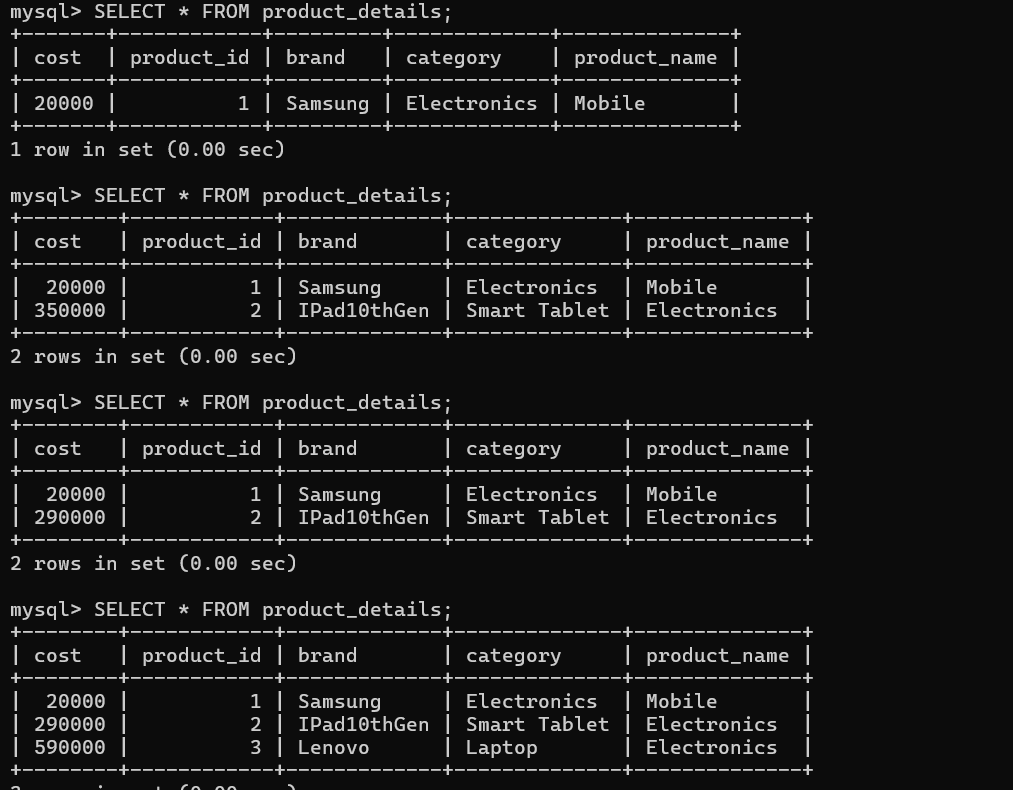 mysql> SELECT * FROM product_details;
+-------+------------+---------+-------------+--------------+
| cost  | product_id | brand   | category    | product_name |
+-------+------------+---------+-------------+--------------+
| 20000 |          1 | Samsung | Electronics | Mobile       |
+-------+------------+---------+-------------+--------------+
1 row in set (0.00 sec)
mysql> SELECT * FROM product_details;
+--------+------------+-------------+--------------+--------------+
| cost   | product_id | brand       | category     | product_name |
+--------+------------+-------------+--------------+--------------+
|  20000 |          1 | Samsung     | Electronics  | Mobile       |
| 350000 |          2 | IPad10thGen | Smart Tablet | Electronics  |
+--------+------------+-------------+--------------+--------------+
2 rows in set (0.00 sec)
mysql> SELECT * FROM product_details;
+--------+------------+-------------+--------------+--------------+
| cost   | product_id | brand       | category     | product_name |
+--------+------------+-------------+--------------+--------------+
|  20000 |          1 | Samsung     | Electronics  | Mobile       |
| 290000 |          2 | IPad10thGen | Smart Tablet | Electronics  |
+--------+------------+-------------+--------------+--------------+
2 rows in set (0.00 sec)
mysql> SELECT * FROM product_details;
+--------+------------+-------------+--------------+--------------+
| cost   | product_id | brand       | category     | product_name |
+--------+------------+-------------+--------------+--------------+
|  20000 |          1 | Samsung     | Electronics  | Mobile       |
| 290000 |          2 | IPad10thGen | Smart Tablet | Electronics  |
| 590000 |          3 | Lenovo      | Laptop       | Electronics  |
+--------+------------+-------------+--------------+--------------+